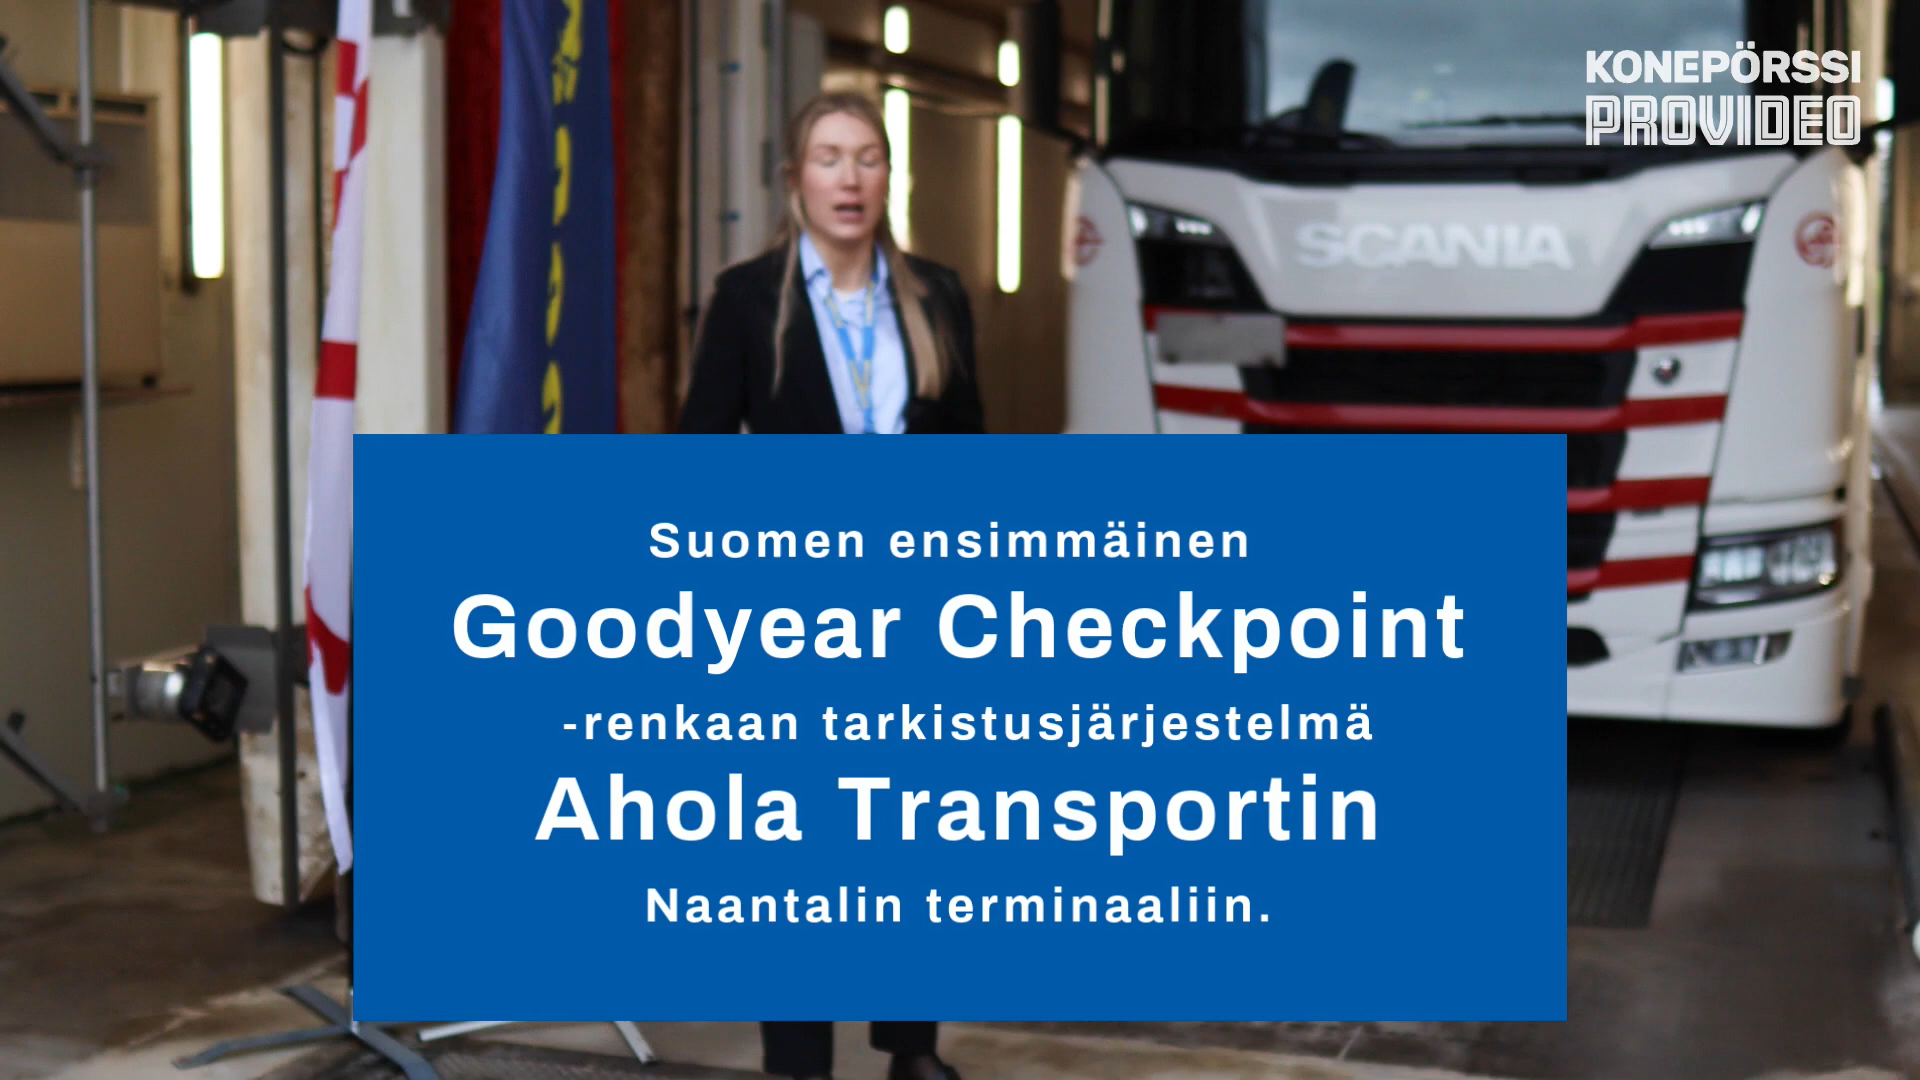 KONEPÖRSSI
PROVIDEO
SCANIA
Suomen ensimmäinen
Goodyear Checkpoint
-renkaan tarkistusjärjestelmä
Ahola Transportin
Naantalin terminaaliin.